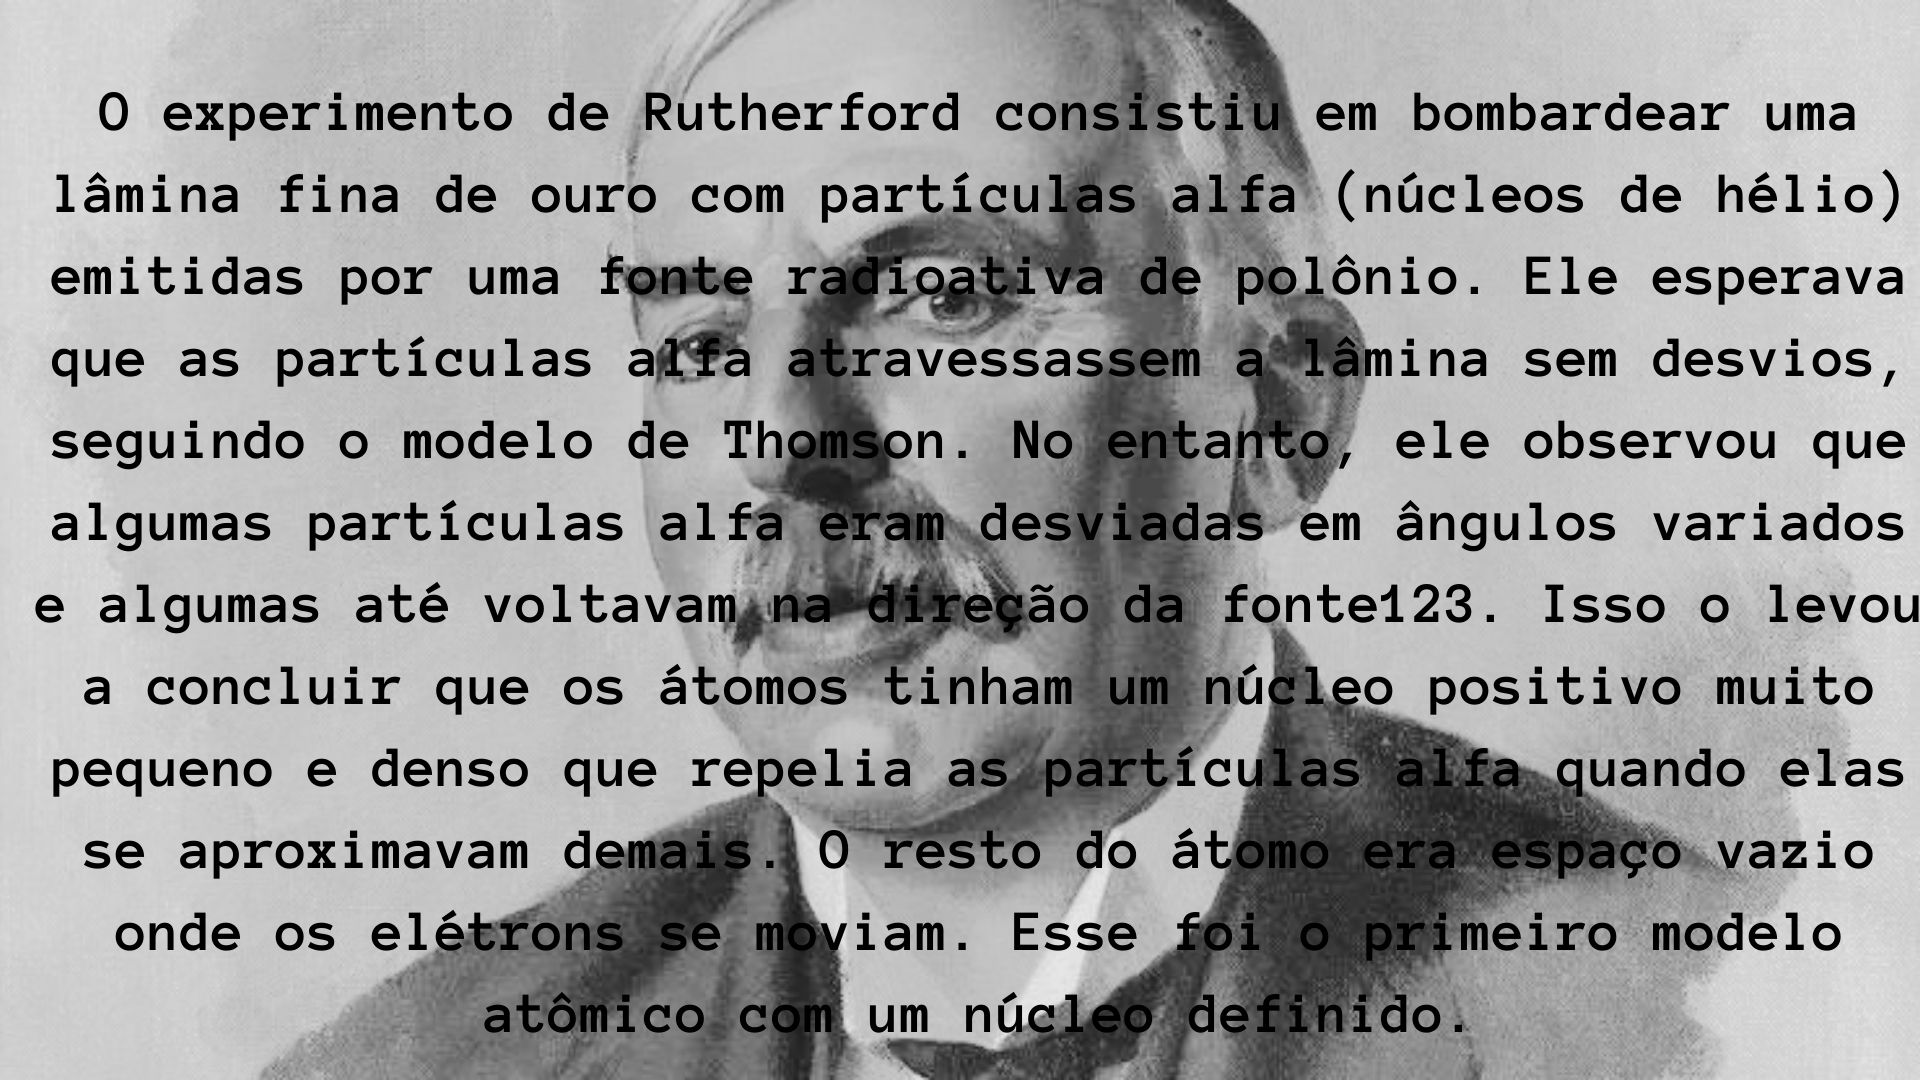 O experimento de Rutherford consistiu em bombardear uma
lâmina fina de ouro com partículas alfa (núcleos de hélio)
emitidas por uma fonte radioativa de polônio. Ele esperava
que as partículas alfa atravessassem a lâmina sem desvios,
seguindo o modelo de Thomson. No entanto, ele observou que
algumas partículas alfa eram desviadas em ângulos variados
e algumas até voltavam na direção da fonte123. Isso o levou
a concluir que os átomos tinham um núcleo positivo muito
pequeno e denso que repelia as partículas alfa quando elas
se aproximavam demais. O resto do átomo era espaço vazio
onde os elétrons se moviam. Esse foi o primeiro modelo
atômico com um núcleo definido.